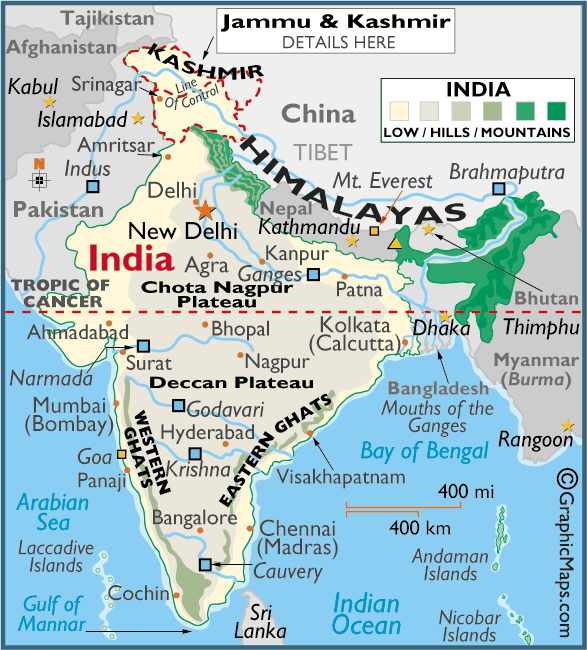 Tajikistan
Jammu & Kashmir
DETAILS HERE
Afghanistan
KASHMIR
Kabul
Srinagar
Line
Of Control
INDIA
LOW / HILLS / MOUNTAINS
Islamabad
China
Amritsar
TIBET
N
Indus
HIMALAYAS
Mt. Everest
Brahmaputra
Delhi
Pakistan
Nepal
New Delhi
Kathmandu
India
Agra
Kanpur
Ganges
Patna
Bhutan
TROPIC OF
CANCER
Chota Nagpur
Plateau
Ahmadabad
Bhopal
Kolkata
(Calcutta)
Dhaka
Thimphu
Surat
Nagpur
Myanmar
(Burma)
Narmada
Deccan Plateau
Bangladesh
Mouths of the
Ganges
Mumbai
(Bombay)
Godavari
WESTERN
GHATS
EASTERN GHATS
Hyderabad
Rangoon
Goa
Krishna
Bay of Bengal
Panaji
Visakhapatnam
400 mi
400 km
Arabian
Sea
Bangalore
Chennai
(Madras)
Laccadive
Islands
Cauvery
Andaman
Islands
Cochin
Gulf of
Mannar
Sri
Lanka
Indian
Ocean
Nicobar
Islands
©GraphicMaps.com